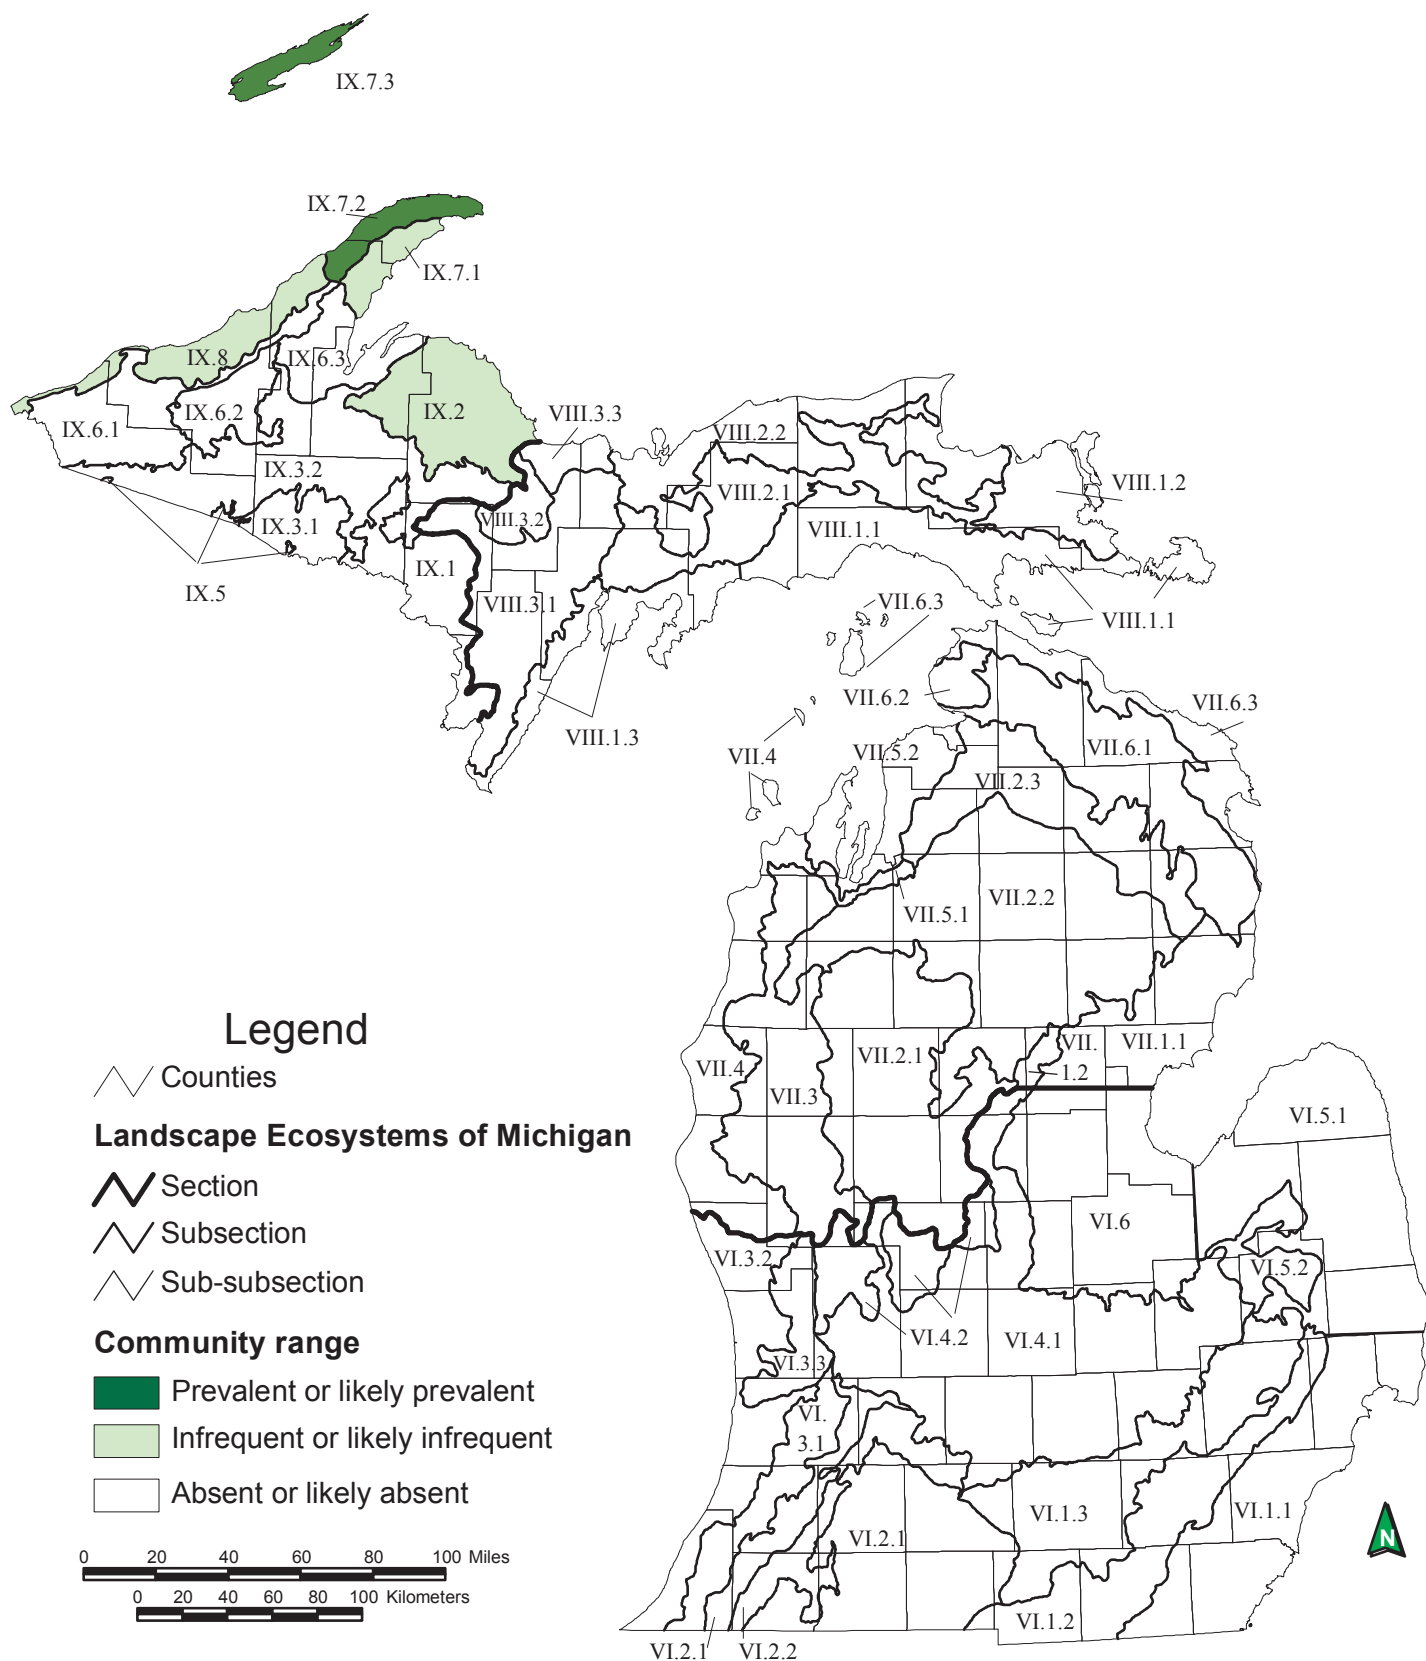 IX.7.3
IX.7.2
IX.7.1
IX.8
IX.6.3
IX.6.2
IX.6.1
IX.2
VIII.3.3
VIII.2.2
IX.3.2
VIII.2.1
VIII.1.2
VIII.3.2
IX.3.1
VIII.1.1
IX.1
IX.5
VIII.3.1
VII.6.3
VIII.1.1
VII.6.2
VII.6.3
VIII.1.3
VII.4
VII.5.2
VII.6.1
VII.2.3
VII.2.2
VII.5.1
Legend
Counties
Landscape Ecosystems of Michigan
Section
Subsection
Sub-subsection
Community range
Prevalent or likely prevalent
Infrequent or likely infrequent
Absent or likely absent
0 20 40 60 80 100 Miles
0 20 40 60 80 100 Kilometers
VII.4
VII.3
VII.2.1
VII.
1.2
VII.1.1
VI.5.1
VI.6
VI.3.2
VI.5.2
VI.4.2
VI.4.1
VI.3.3
VI.
3.1
VI.2.1
VI.1.3
VI.1.1
N
VI.1.2
VI.2.1
VI.2.2